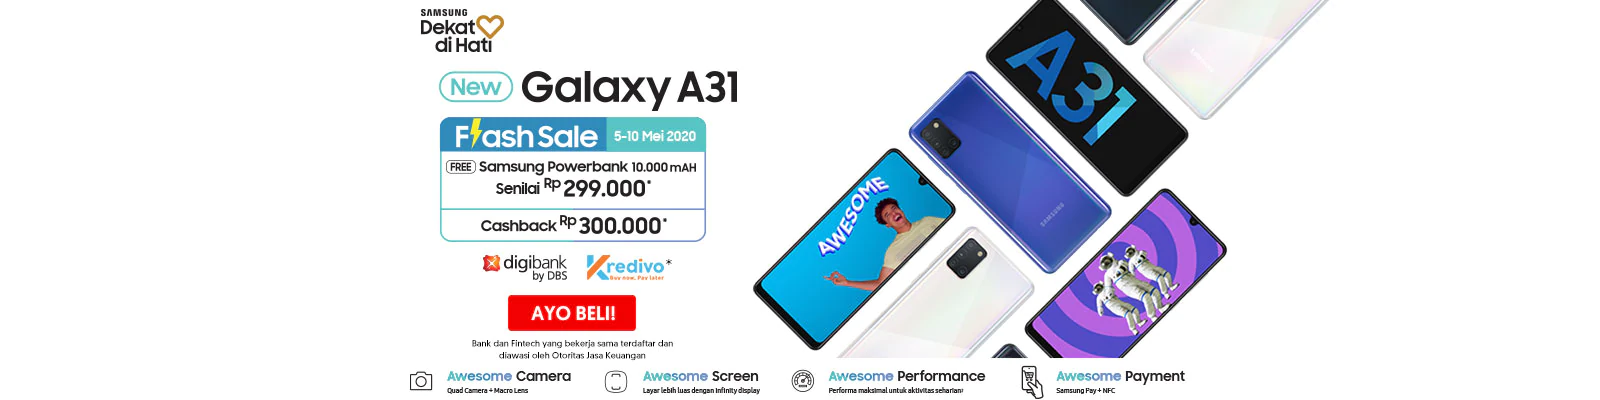 SAMSUNG
Dekat
di Hati
New Galaxy A31
Flash Sale 5-10 Mei 2020
FREE Samsung Powerbank 10.000 mAH
Senilai Rp 299.000*
Cashback Rp 300.000*
digibank
by DBS
Kredivo*
Buy now. Pay later
AYO BELI!
Bank dan Fintech yang bekerja sama terdaftar dan
diawasi oleh Otoritas Jasa Keuangan
A31
AWESOME
SAMSUNG
Awesome Camera
Quad Camera + Macro Lens
Awesome Screen
Layar lebih luas dengan Infinity display
Awesome Performance
Performa maksimal untuk aktivitas seharian!
Awesome Payment
Samsung Pay + NFC